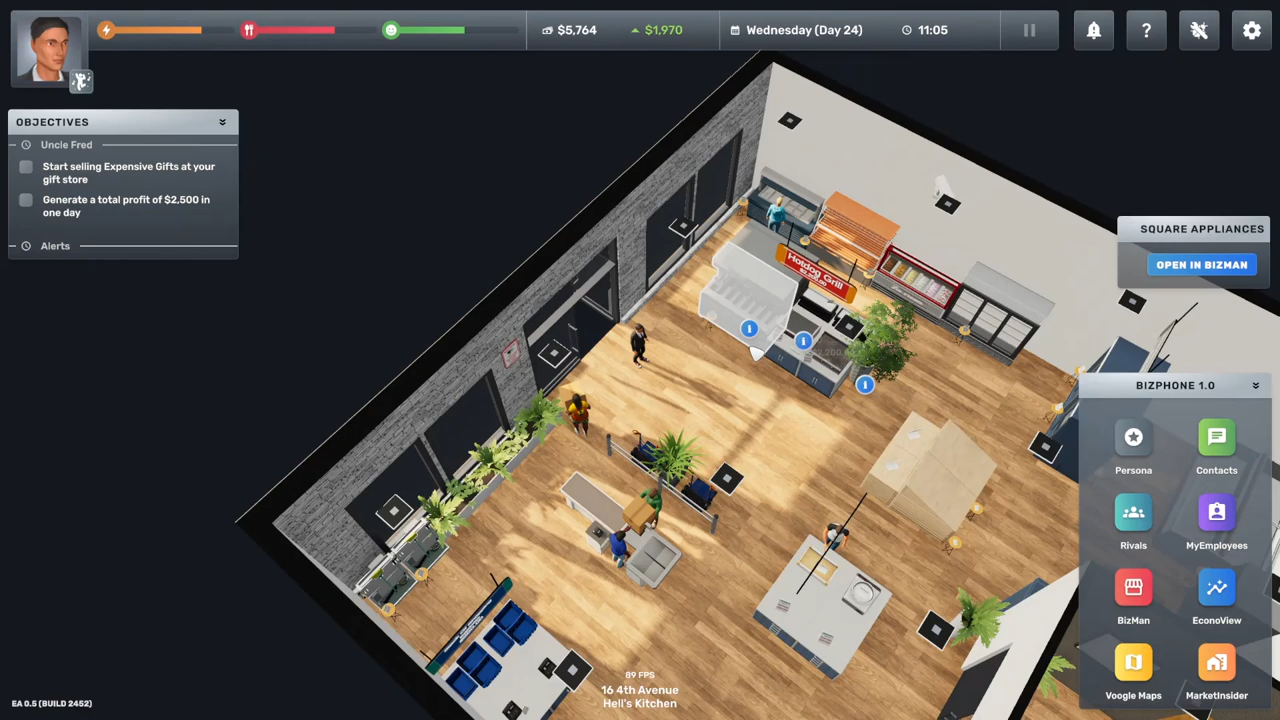 $5,764
$1,970
Wednesday (Day 24)
11:05
?
OBJECTIVES
Uncle Fred
Start selling Expensive Gifts at your
gift store
Generate a total profit of $2,500 in
one day
Alerts
SQUARE APPLIANCES
OPEN IN BIZMAN
Hotdog Grill
BIZPHONE 1.0
Persona
Contacts
Rivals
MyEmployees
BizMan
EconoView
Voogle Maps
MarketInsider
89 FPS
16 4th Avenue
Hell's Kitchen
EA 0.5 (BUILD 2452)